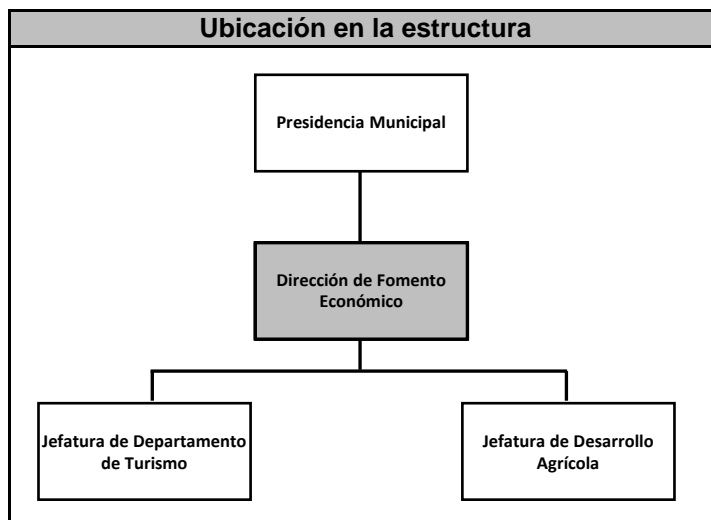 Ubicación en la estructura
Presidencia Municipal
Dirección de Fomento
Económico
Jefatura de Departamento
de Turismo
Jefatura de Desarrollo
Agrícola